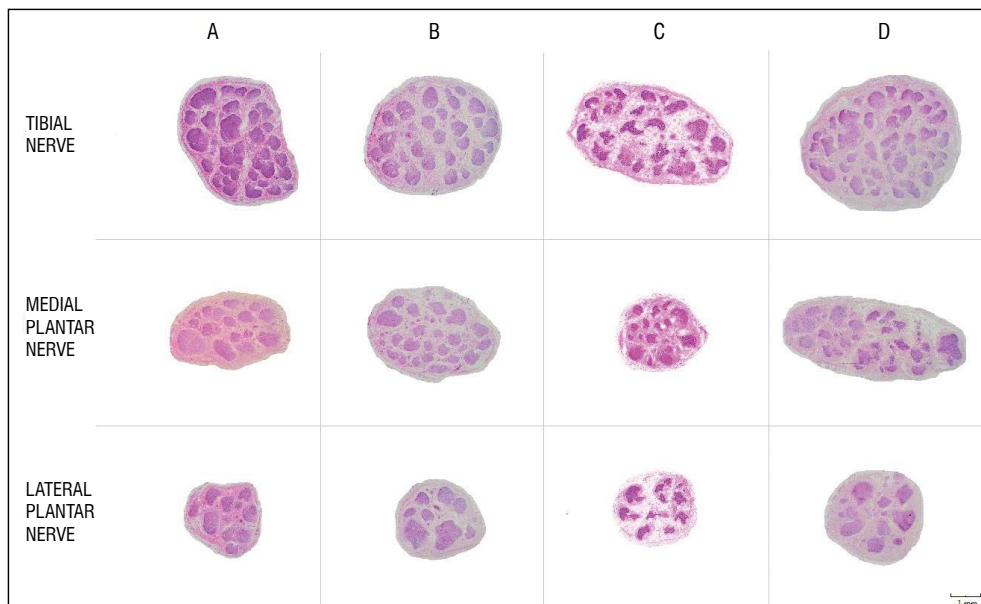 A B C D
TIBIAL
NERVE
MEDIAL
PLANTAR
NERVE
LATERAL
PLANTAR
NERVE
1 mm